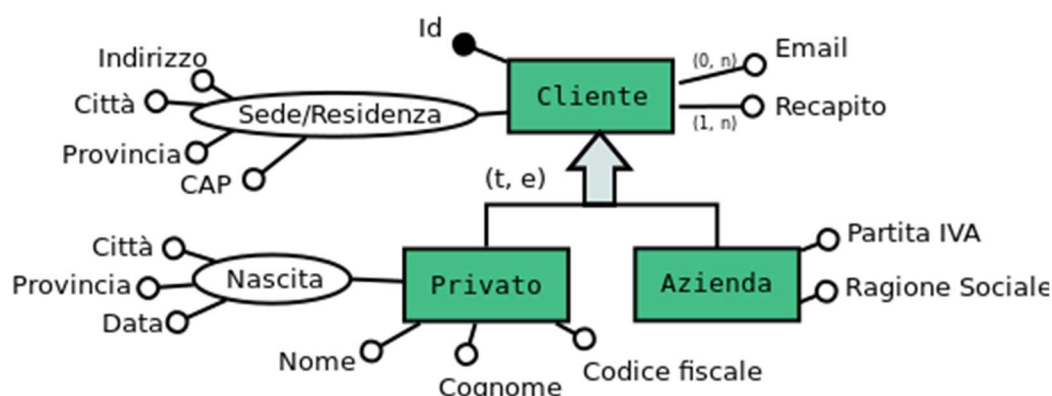 Id
Email
(0, n)
Indirizzo
Città
Cliente
Sede/Residenza
Recapito
(1, n)
Provincia
CAP
(t, e)
Città
Partita IVA
Provincia
Nascita
Privato
Azienda
Ragione Sociale
Data
Nome
Cognome
Codice fiscale